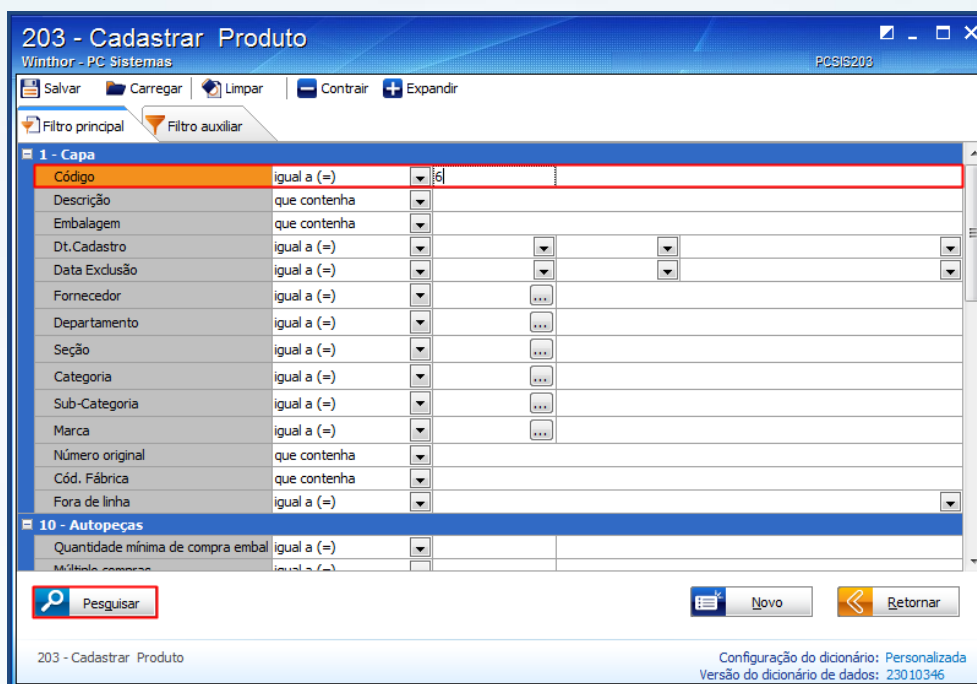 203 - Cadastrar Produto
Winthor - PC Sistemas
PCSIS203
Salvar Carregar Limpar Contrair Expandir
Filtro principal Filtro auxiliar
1 - Capa
Código igual a (=) 6
Descrição que contenha
Embalagem que contenha
Dt.Cadastro igual a (=)
Data Exclusão igual a (=)
Fornecedor igual a (=) ...
Departamento igual a (=) ...
Seção igual a (=) ...
Categoria igual a (=) ...
Sub-Categoria igual a (=) ...
Marca igual a (=) ...
Número original que contenha
Cód. Fábrica que contenha
Fora de linha igual a (=)
10 - Autopeças
Quantidade mínima de compra embal igual a (=)
Múltiplo compras igual a (=)
Pesquisar Novo Retornar
203 - Cadastrar Produto
Configuração do dicionário: Personalizada
Versão do dicionário de dados: 23010346